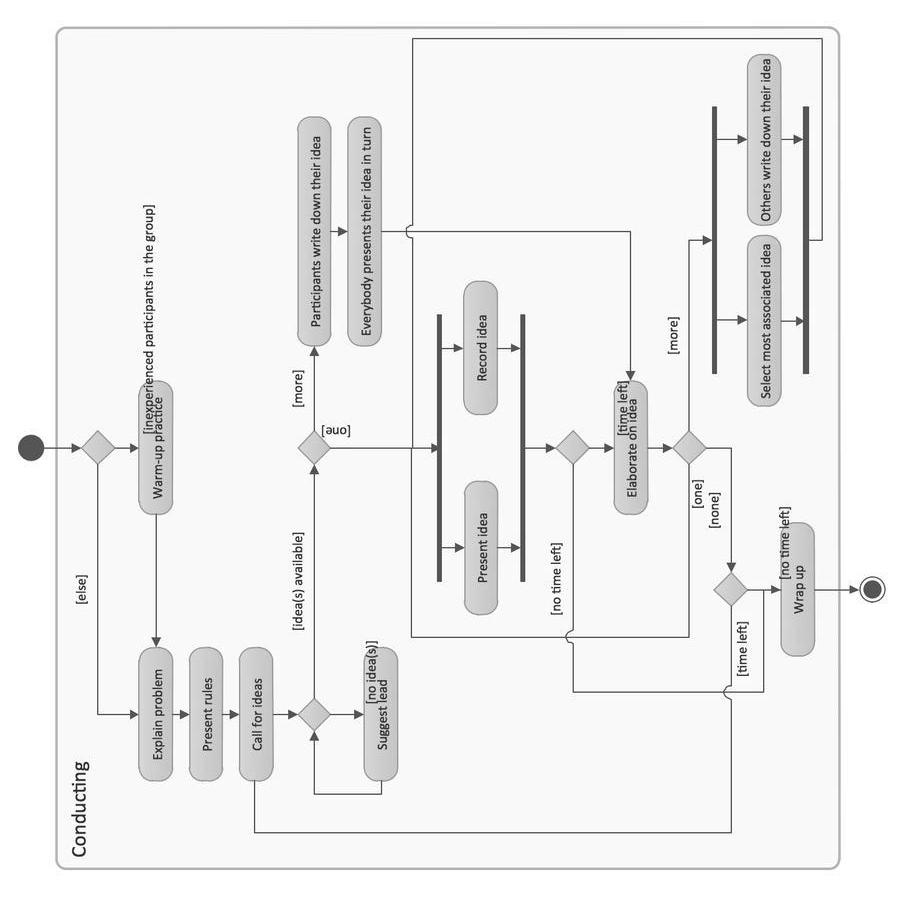 Conducting
[inexperienced participants in the group]
Warm-up practice
[else]
Explain problem
Present rules
Call for ideas
[idea(s) available]
[no idea(s)]
Suggest lead
[more]
[one]
Participants write down their idea
Everybody presents their idea in turn
Record idea
Present idea
[time left]
Elaborate on idea
[no time left]
[more]
[one]
[none]
Others write down their idea
Select most associated idea
[time left]
[no time left]
Wrap up